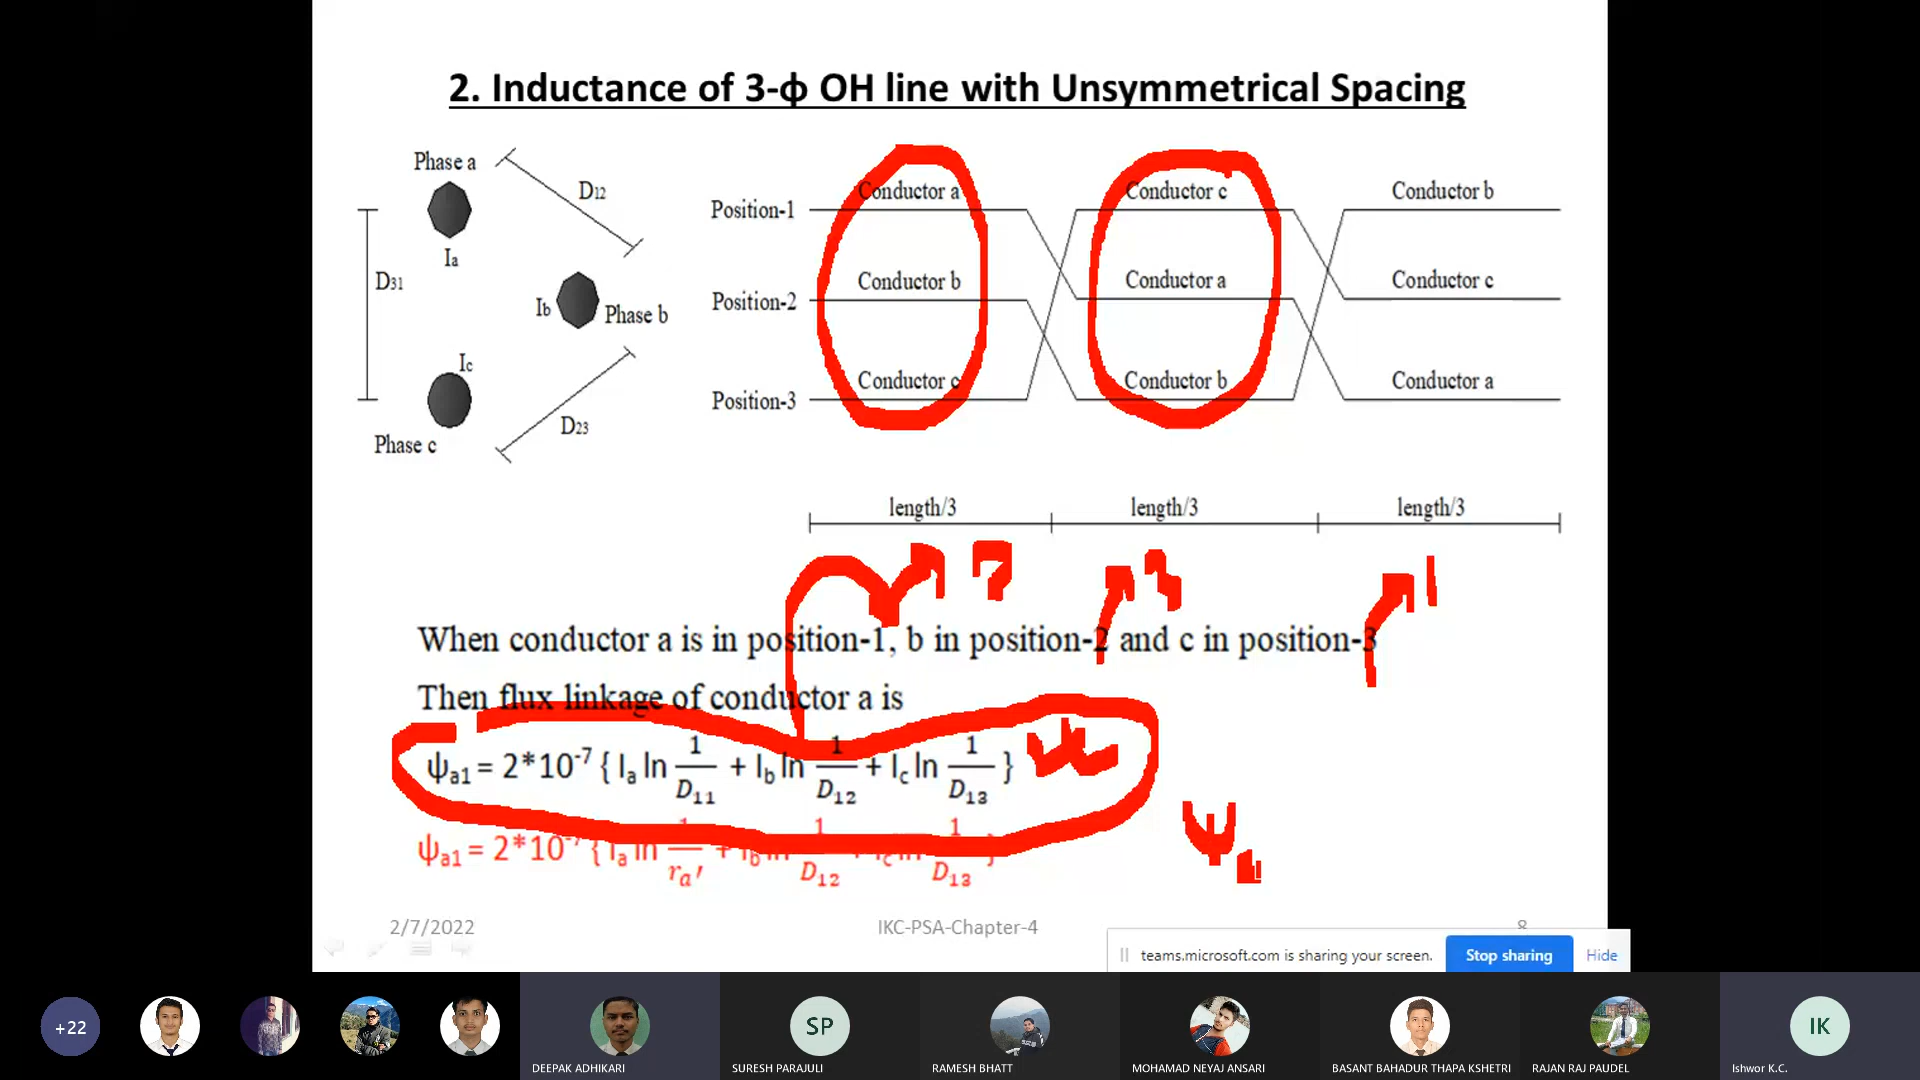 2. Inductance of 3-ϕ OH line with Unsymmetrical Spacing
Phase a
D12
Ia
D31
Ib
Phase b
Ic
D23
Phase c
Conductor a
Conductor c
Conductor b
Position-1
Conductor b
Conductor a
Conductor c
Position-2
Conductor c
Conductor b
Conductor a
Position-3
length/3
length/3
length/3
When conductor a is in position-1, b in position-2 and c in position-3
Then flux linkage of conductor a is
ψa1 = 2*10^-7 { Ia ln 1/D11 + Ib ln 1/D12 + Ic ln 1/D13 }
ψa1 = 2*10^-7 { Ia ln 1/ra' + Ib ln 1/D12 + Ic ln 1/D13 }
2/7/2022
IKC-PSA-Chapter-4
8
teams.microsoft.com is sharing your screen.
Stop sharing
Hide
+22
SP
IK
DEEPAK ADHIKARI
SURESH PARAJULI
RAMESH BHATT
MOHAMAD NEYAJ ANSARI
BASANT BAHADUR THAPA KSHETRI
RAJAN RAJ PAUDEL
Ishwor K.C.